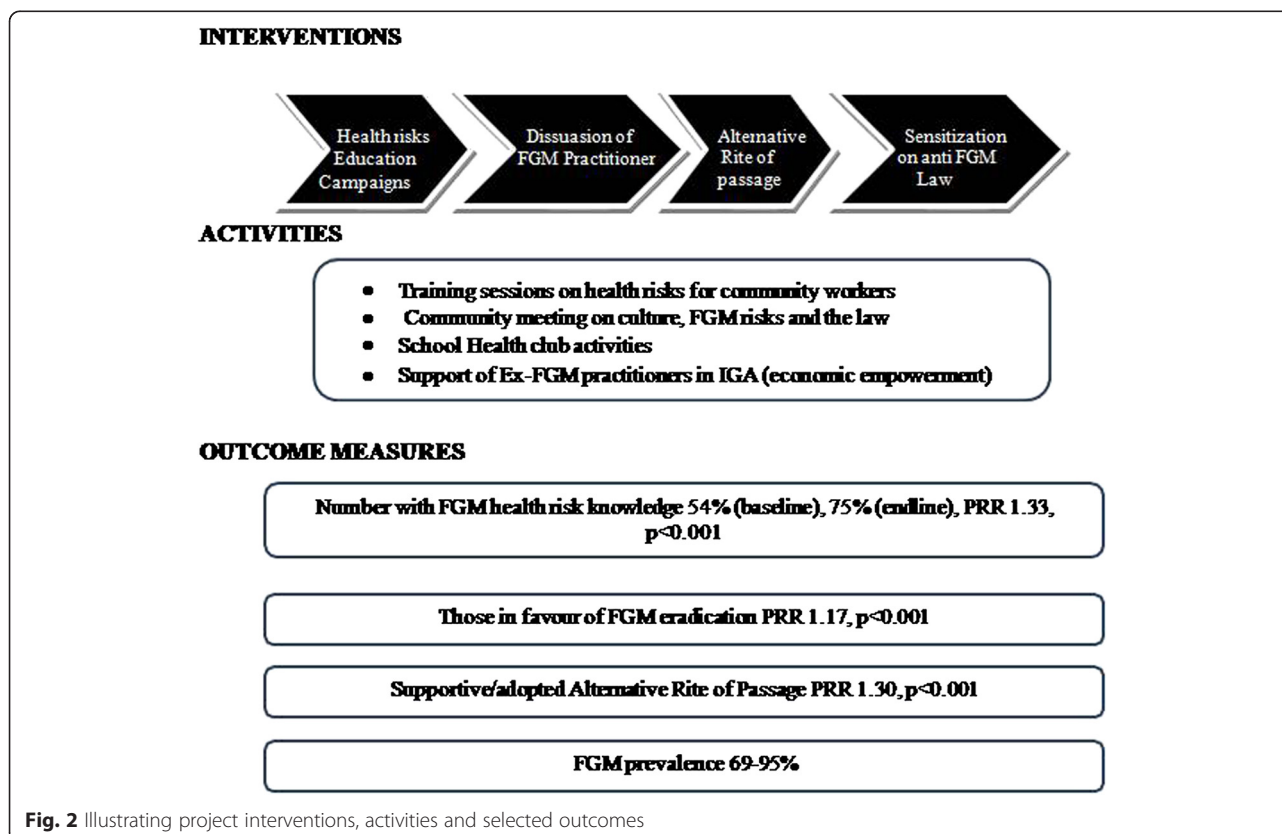 INTERVENTIONS
Health risks
Education
Campaigns
Dissuasion of
FGM Practitioner
Alternative
Rite of
passage
Sensitization
on anti FGM
Law
ACTIVITIES
• Training sessions on health risks for community workers
• Community meeting on culture, FGM risks and the law
• School Health club activities
• Support of Ex-FGM practitioners in IGA (economic empowerment)
OUTCOME MEASURES
Number with FGM health risk knowledge 54% (baseline), 75% (endline), PRR 1.33,
p<0.001
Those in favour of FGM eradication PRR 1.17, p<0.001
Supportive/adopted Alternative Rite of Passage PRR 1.30, p<0.001
FGM prevalence 69-95%
Fig. 2 Illustrating project interventions, activities and selected outcomes